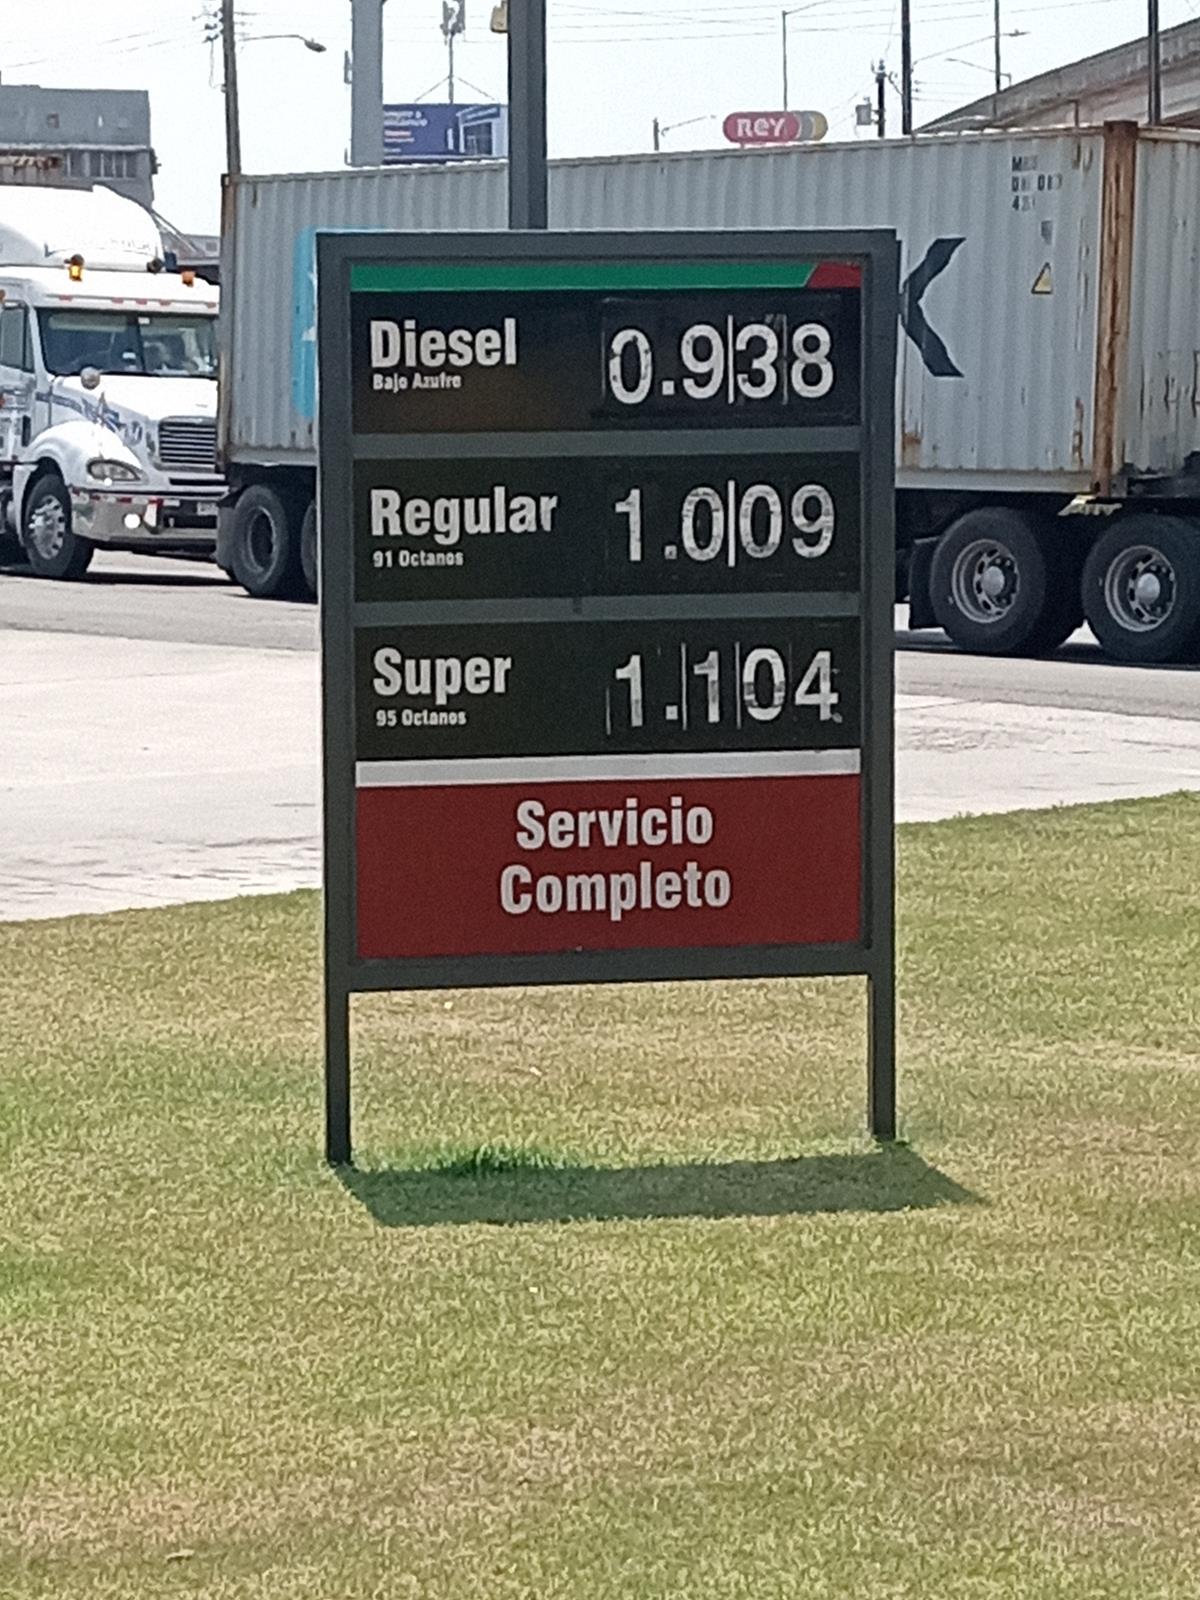 REY
K
Diesel
Bajo Azufre
0.938
Regular
91 Octanos
1.009
Super
95 Octanos
1.104
Servicio
Completo